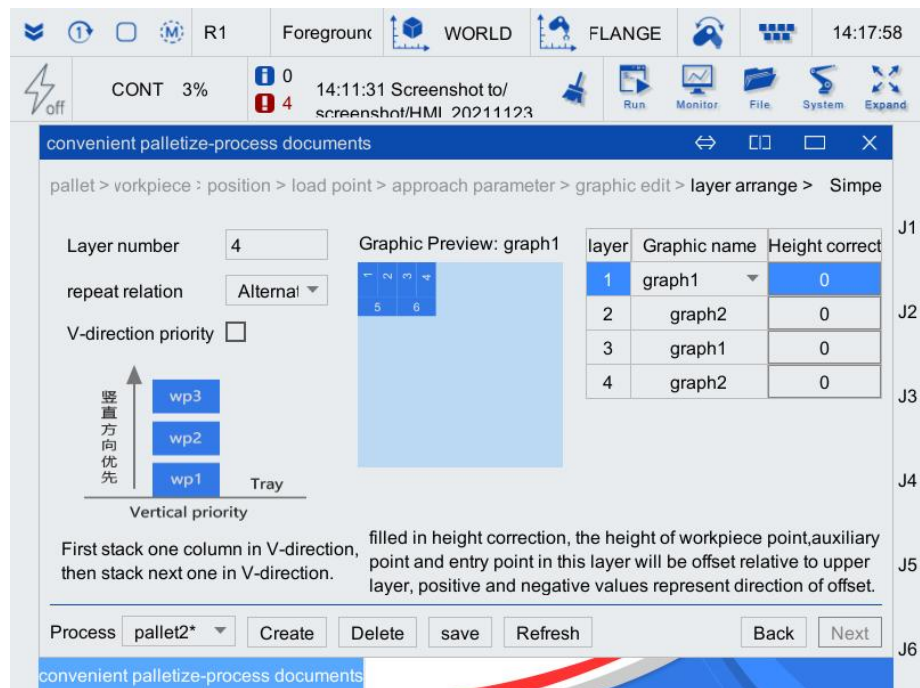 1 M R1 Foreground WORLD FLANGE 14:17:58
off CONT 3% i 0 14:11:31 Screenshot to/ Run Monitor File System Expand
! 4 screenshot/HMI_20211123
convenient palletize-process documents
pallet > vorkpiece : position > load point > approach parameter > graphic edit > layer arrange > Simpe
J1
Layer number 4 Graphic Preview: graph1 layer Graphic name Height correct
1 2 3 4 1 graph1 0
repeat relation Alternat
5 6 2 graph2 0 J2
V-direction priority
3 graph1 0
4 graph2 0
J3
竖直方向优先
wp3
wp2
wp1 Tray
J4
Vertical priority
First stack one column in V-direction,
then stack next one in V-direction.
filled in height correction, the height of workpiece point,auxiliary
point and entry point in this layer will be offset relative to upper
layer, positive and negative values represent direction of offset.
J5
Process pallet2* Create Delete save Refresh Back Next
J6
convenient palletize-process documents